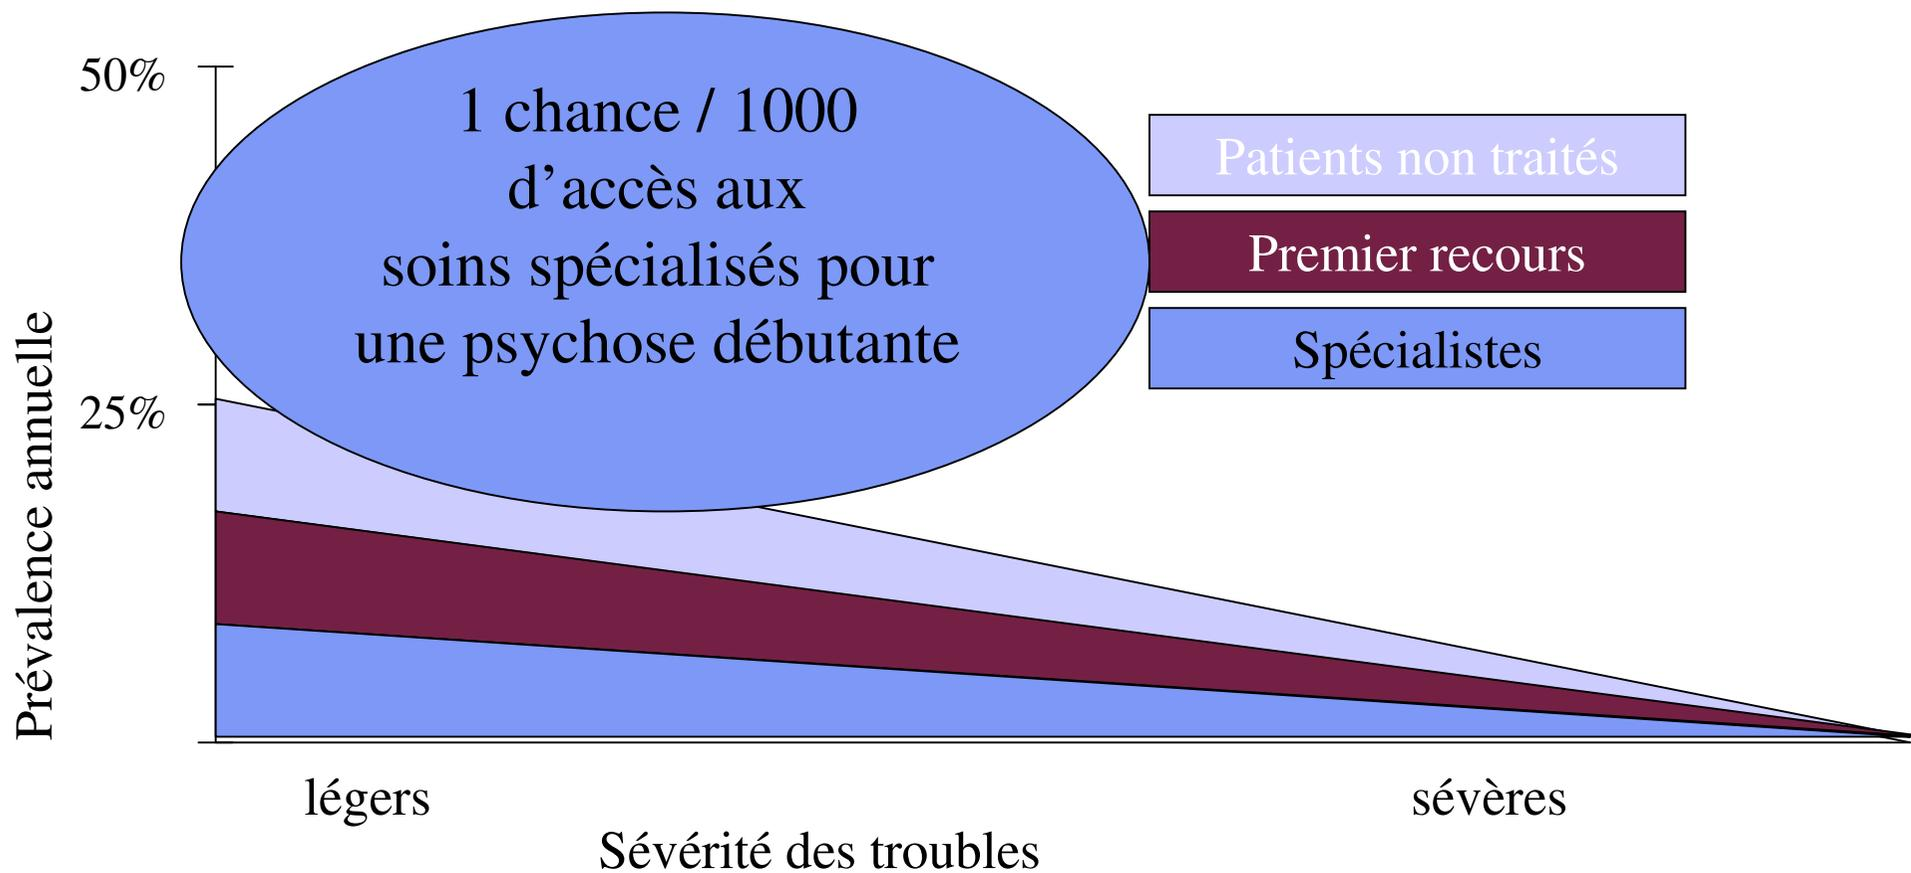 50%
25%
Prévalence annuelle
1 chance / 1000
d’accès aux
soins spécialisés pour
une psychose débutante
Patients non traités
Premier recours
Spécialistes
légers
sévères
Sévérité des troubles